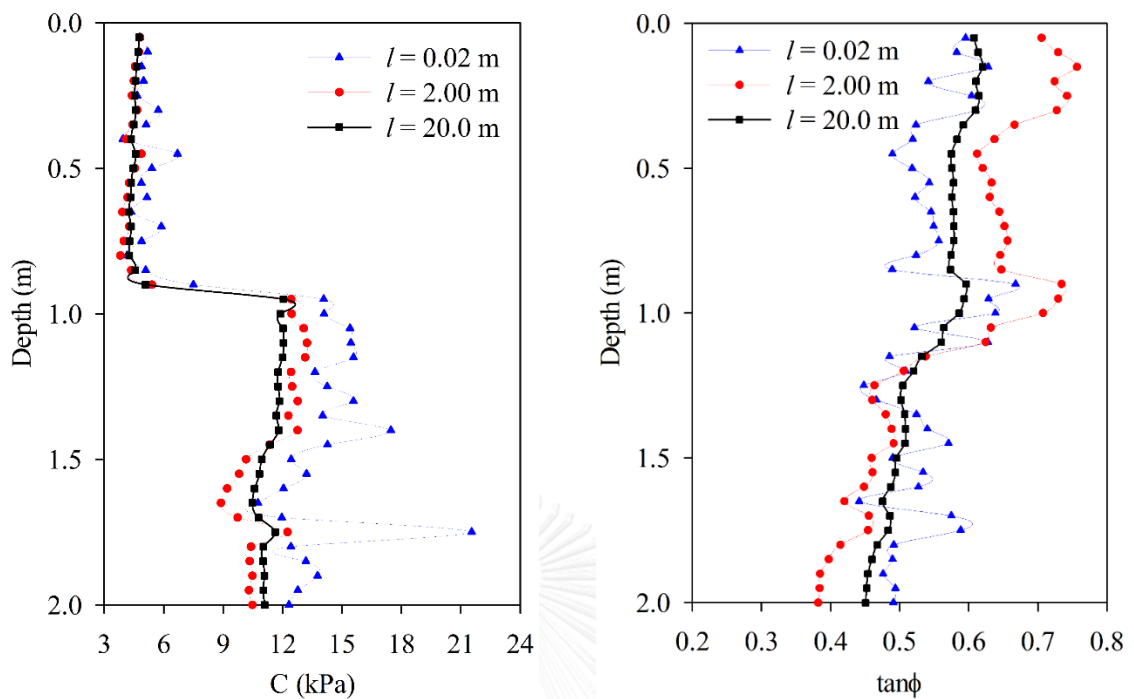 0.0
0.5
1.0
1.5
2.0
Depth (m)
3 6 9 12 15 18 21 24
C (kPa)
l = 0.02 m
l = 2.00 m
l = 20.0 m
0.0
0.5
1.0
1.5
2.0
Depth (m)
0.2 0.3 0.4 0.5 0.6 0.7 0.8
tanϕ
l = 0.02 m
l = 2.00 m
l = 20.0 m